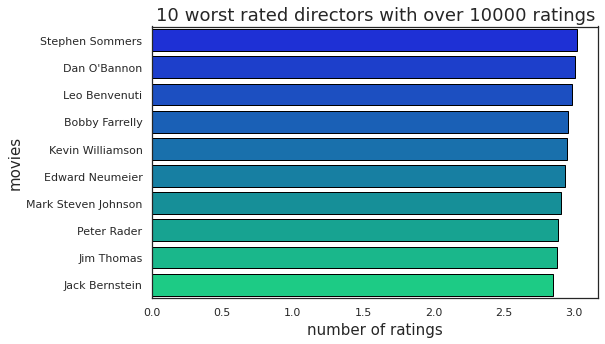 10 worst rated directors with over 10000 ratings
movies
Stephen Sommers
Dan O'Bannon
Leo Benvenuti
Bobby Farrelly
Kevin Williamson
Edward Neumeier
Mark Steven Johnson
Peter Rader
Jim Thomas
Jack Bernstein
0.0 0.5 1.0 1.5 2.0 2.5 3.0
number of ratings